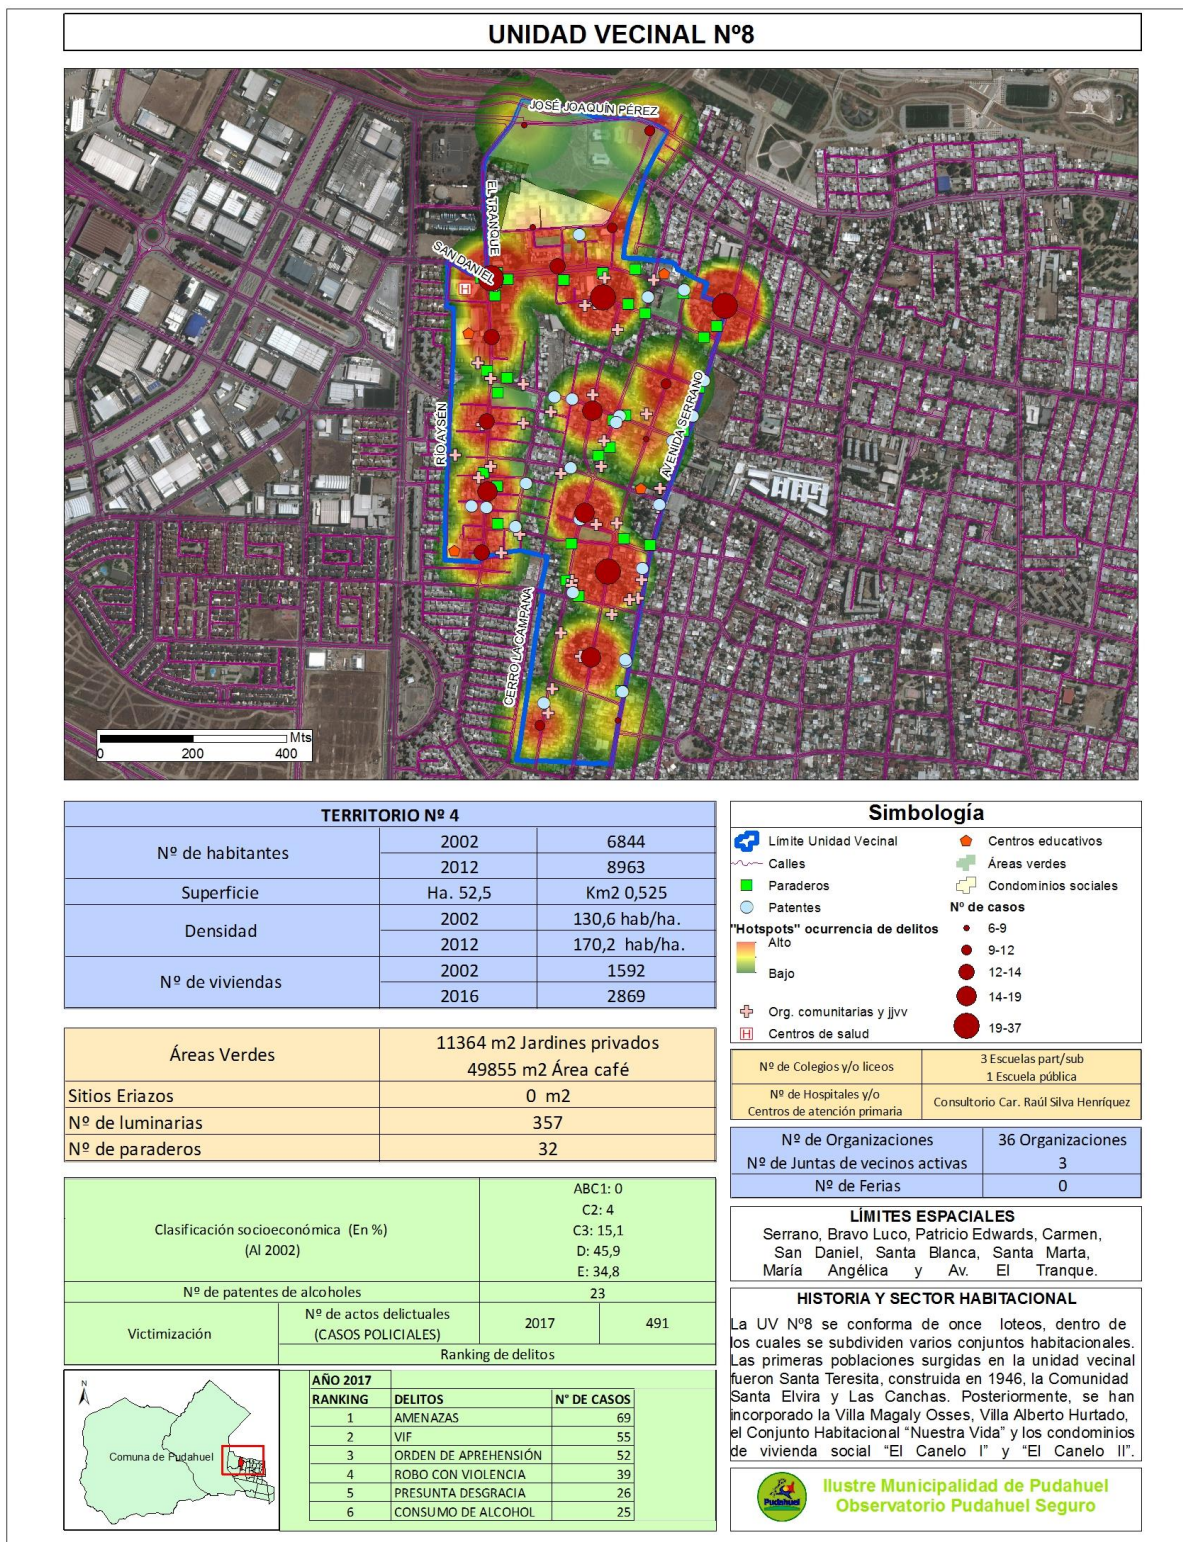 UNIDAD VECINAL Nº8
JOSÉ JOAQUÍN PÉREZ
EL TRANQUE
SAN DANIEL
H
RÍO AYSÉN
AVENIDA SERRANO
CERRO LA CAMPANA
Mts
0 200 400
TERRITORIO Nº 4
Nº de habitantes 2002 6844
2012 8963
Superficie Ha. 52,5 Km2 0,525
Densidad 2002 130,6 hab/ha.
2012 170,2 hab/ha.
Nº de viviendas 2002 1592
2016 2869
Áreas Verdes 11364 m2 Jardines privados
49855 m2 Área café
Sitios Eriazos 0 m2
Nº de luminarias 357
Nº de paraderos 32
Clasificación socioeconómica (En %)
(Al 2002)
ABC1: 0
C2: 4
C3: 15,1
D: 45,9
E: 34,8
Nº de patentes de alcoholes 23
Victimización Nº de actos delictuales
(CASOS POLICIALES) 2017 491
Ranking de delitos
N
Comuna de Pudahuel
AÑO 2017
RANKING DELITOS N° DE CASOS
1 AMENAZAS 69
2 VIF 55
3 ORDEN DE APREHENSIÓN 52
4 ROBO CON VIOLENCIA 39
5 PRESUNTA DESGRACIA 26
6 CONSUMO DE ALCOHOL 25
Simbología
Límite Unidad Vecinal
Calles
Paraderos
Patentes
"Hotspots" ocurrencia de delitos
Alto
Bajo
Org. comunitarias y jjvv
H Centros de salud
Centros educativos
Áreas verdes
Condominios sociales
Nº de casos
6-9
9-12
12-14
14-19
19-37
Nº de Colegios y/o liceos 3 Escuelas part/sub
1 Escuela pública
Nº de Hospitales y/o
Centros de atención primaria Consultorio Car. Raúl Silva Henríquez
Nº de Organizaciones 36 Organizaciones
Nº de Juntas de vecinos activas 3
Nº de Ferias 0
LÍMITES ESPACIALES
Serrano, Bravo Luco, Patricio Edwards, Carmen,
San Daniel, Santa Blanca, Santa Marta,
María Angélica y Av. El Tranque.
HISTORIA Y SECTOR HABITACIONAL
La UV Nº8 se conforma de once loteos, dentro de
los cuales se subdividen varios conjuntos habitacionales.
Las primeras poblaciones surgidas en la unidad vecinal
fueron Santa Teresita, construida en 1946, la Comunidad
Santa Elvira y Las Canchas. Posteriormente, se han
incorporado la Villa Magaly Osses, Villa Alberto Hurtado,
el Conjunto Habitacional “Nuestra Vida” y los condominios
de vivienda social “El Canelo I” y “El Canelo II”.
Pudahuel
Ilustre Municipalidad de Pudahuel
Observatorio Pudahuel Seguro